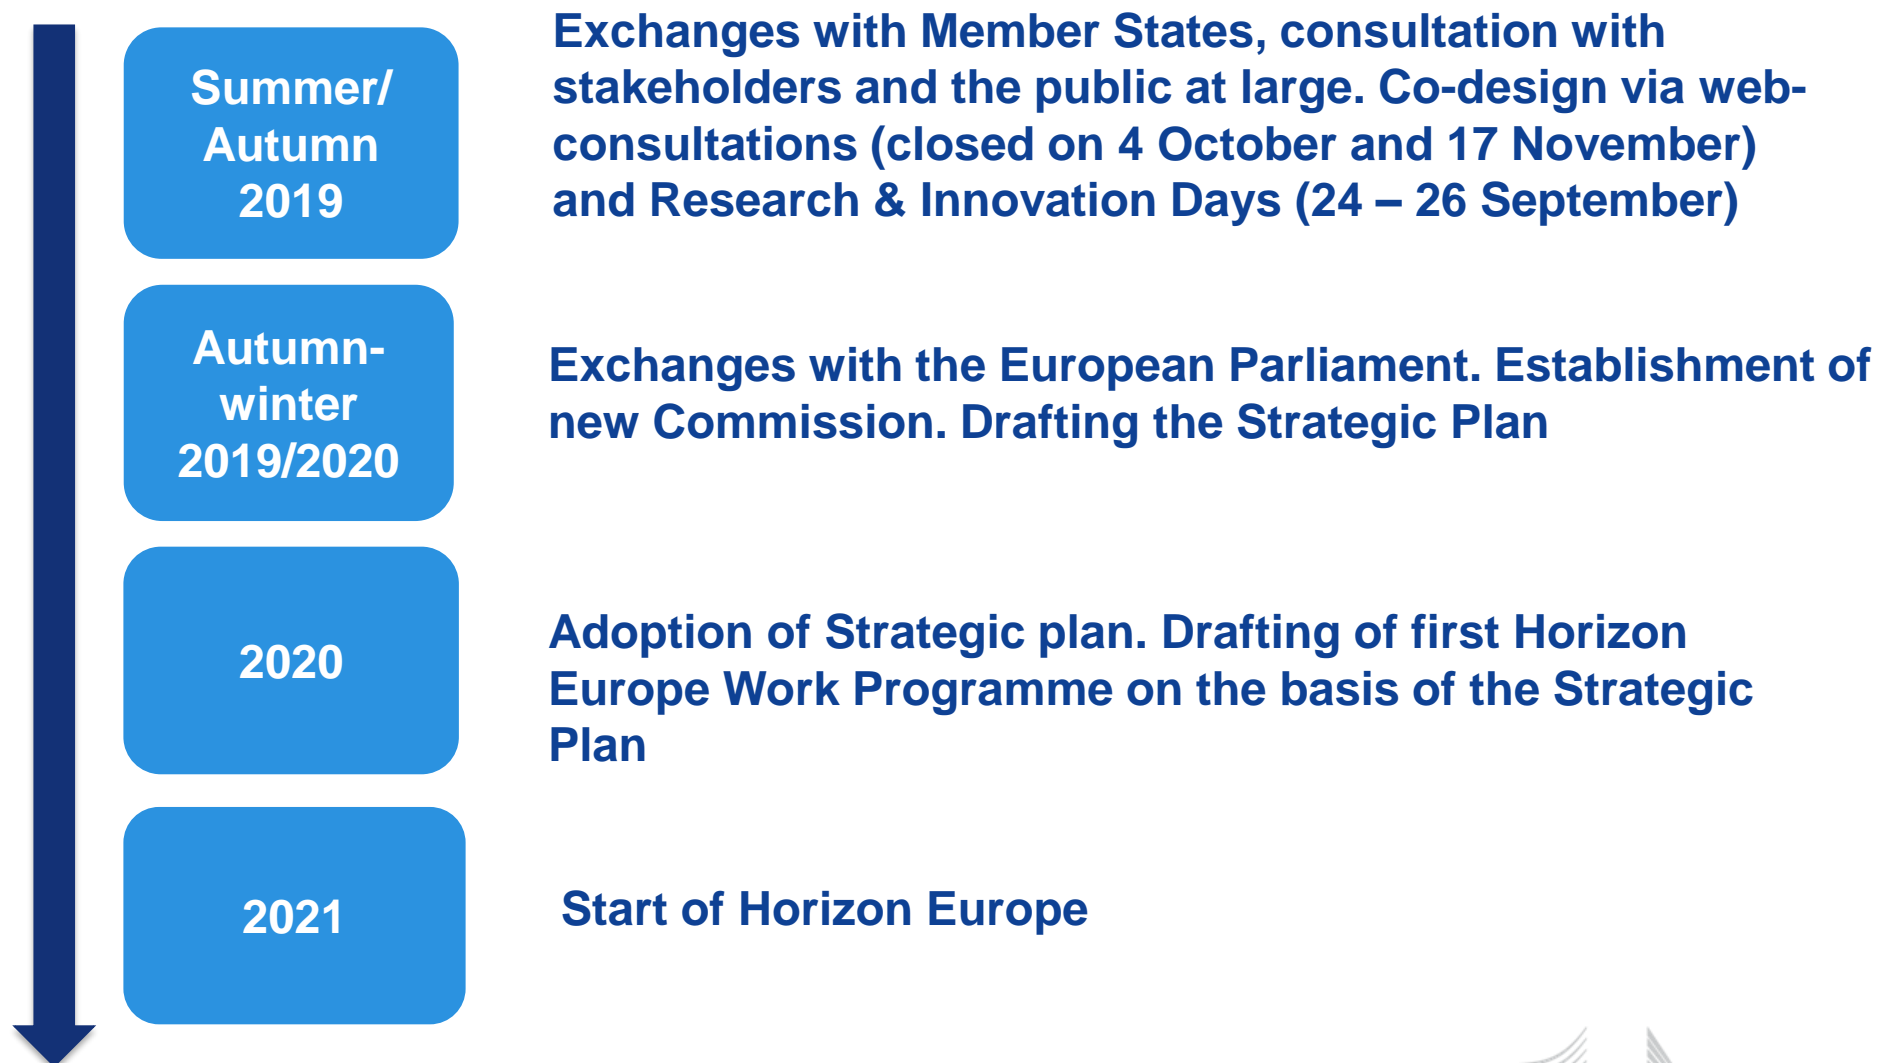 Summer/
Autumn
2019
Exchanges with Member States, consultation with
stakeholders and the public at large. Co-design via web-
consultations (closed on 4 October and 17 November)
and Research & Innovation Days (24 – 26 September)
Autumn-
winter
2019/2020
Exchanges with the European Parliament. Establishment of
new Commission. Drafting the Strategic Plan
2020
Adoption of Strategic plan. Drafting of first Horizon
Europe Work Programme on the basis of the Strategic
Plan
2021
Start of Horizon Europe